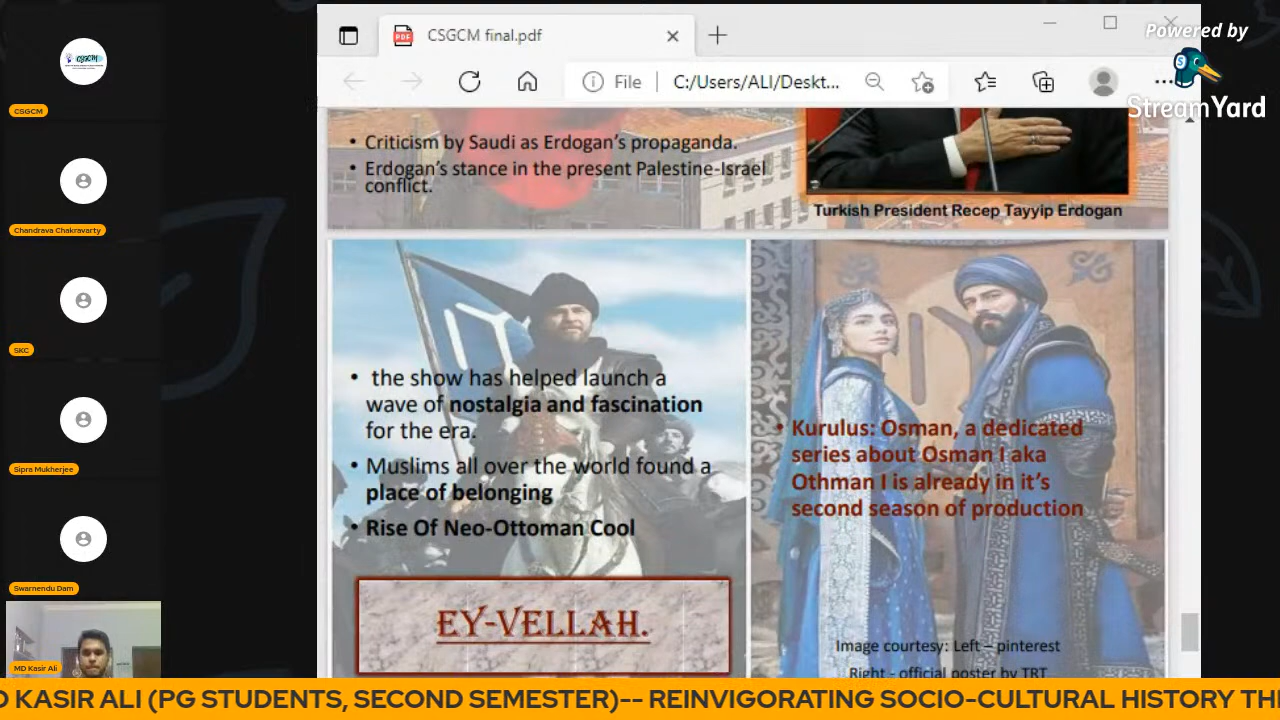 CSGCM final.pdf
File
C:/Users/ALI/Deskt...
Powered by
StreamYard
CSGCM
Chandrava Chakravarty
SKC
Sipra Mukherjee
Swarnendu Dam
MD Kasir Ali
• Criticism by Saudi as Erdogan's propaganda.
• Erdogan's stance in the present Palestine-Israel
conflict.
Turkish President Recep Tayyip Erdogan
• the show has helped launch a
wave of nostalgia and fascination
for the era.
• Muslims all over the world found a
place of belonging
• Rise Of Neo-Ottoman Cool
EY-VELLAH.
• Kurulus: Osman, a dedicated
series about Osman I aka
Othman I is already in it's
second season of production
Image courtesy: Left – pinterest
Right - official poster by TRT
D KASIR ALI (PG STUDENTS, SECOND SEMESTER)-- REINVIGORATING SOCIO-CULTURAL HISTORY TH